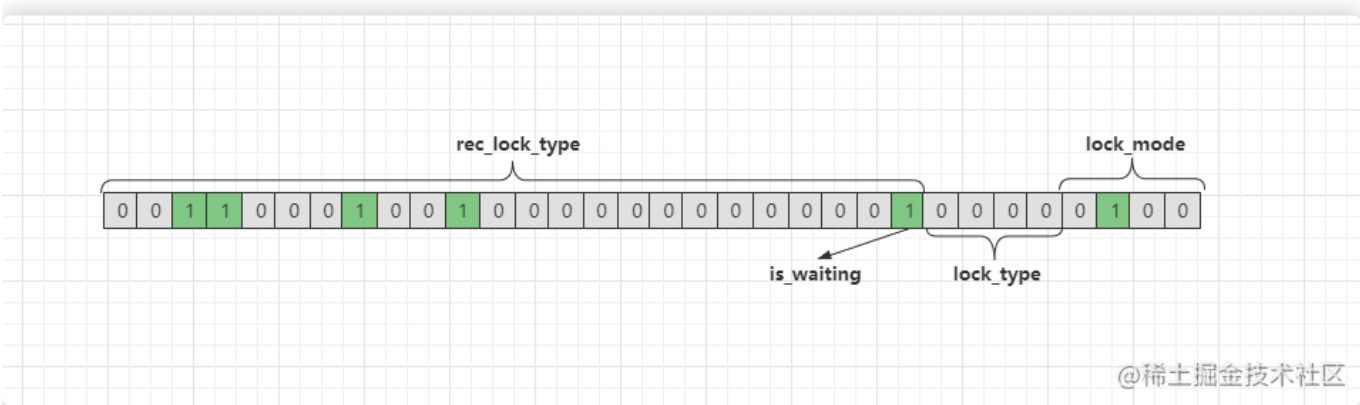 rec_lock_type
lock_mode
0 0 1 1 0 0 0 1 0 0 1 0 0 0 0 0 0 0 0 0 0 0 0 1 0 0 0 0 0 1 0 0
is_waiting
lock_type
@稀土掘金技术社区